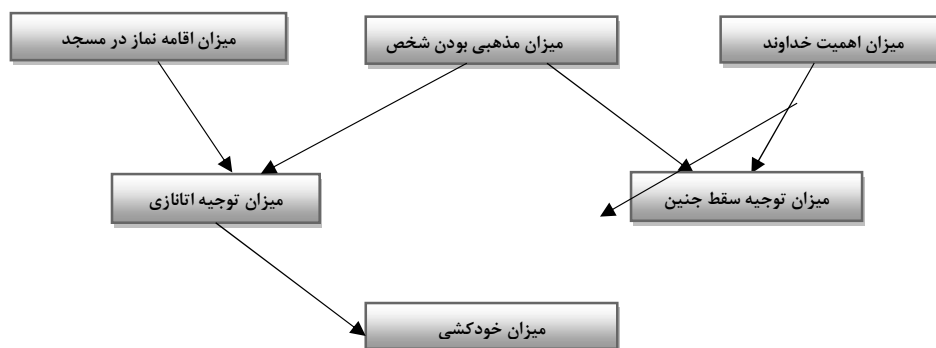 میزان اهمیت خداوند
میزان مذهبی بودن شخص
میزان اقامه نماز در مسجد
میزان توجیه سقط جنین
میزان توجیه اتانازی
میزان خودکشی